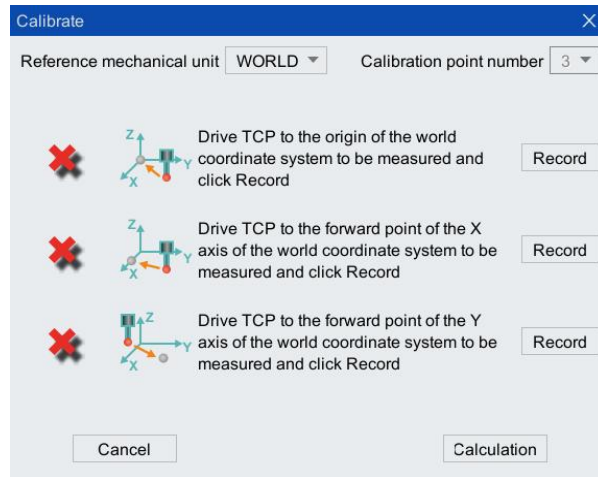 Calibrate
Reference mechanical unit WORLD Calibration point number 3
Z
Y
X
Drive TCP to the origin of the world
coordinate system to be measured and
click Record
Record
Z
Y
X
Drive TCP to the forward point of the X
axis of the world coordinate system to be
measured and click Record
Record
Z
Y
X
Drive TCP to the forward point of the Y
axis of the world coordinate system to be
measured and click Record
Record
Cancel Calculation